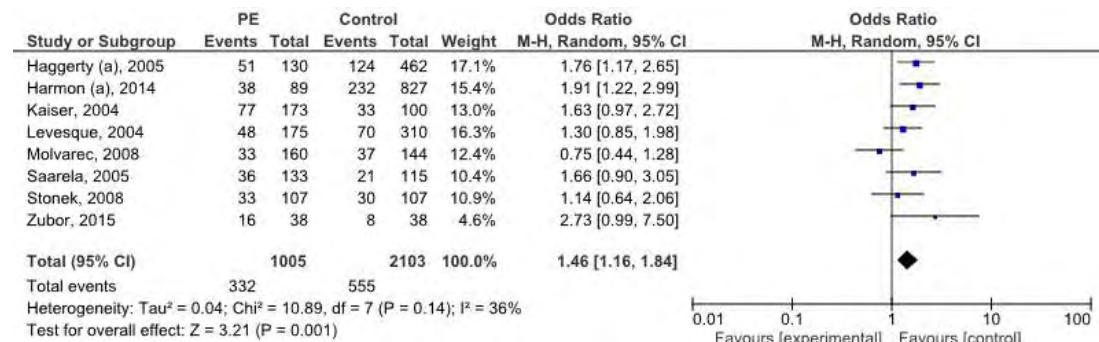 PE Control Odds Ratio Odds Ratio
Study or Subgroup Events Total Events Total Weight M-H, Random, 95% CI M-H, Random, 95% CI
Haggerty (a), 2005 51 130 124 462 17.1% 1.76 [1.17, 2.65]
Harmon (a), 2014 38 89 232 827 15.4% 1.91 [1.22, 2.99]
Kaiser, 2004 77 173 33 100 13.0% 1.63 [0.97, 2.72]
Levesque, 2004 48 175 70 310 16.3% 1.30 [0.85, 1.98]
Molvarec, 2008 33 160 37 144 12.4% 0.75 [0.44, 1.28]
Saarela, 2005 36 133 21 115 10.4% 1.66 [0.90, 3.05]
Stonek, 2008 33 107 30 107 10.9% 1.14 [0.64, 2.06]
Zubor, 2015 16 38 8 38 4.6% 2.73 [0.99, 7.50]
Total (95% CI) 1005 2103 100.0% 1.46 [1.16, 1.84]
Total events 332 555
Heterogeneity: Tau² = 0.04; Chi² = 10.89, df = 7 (P = 0.14); I² = 36%
Test for overall effect: Z = 3.21 (P = 0.001)
0.01 0.1 1 10 100
Favours [experimental] Favours [control]